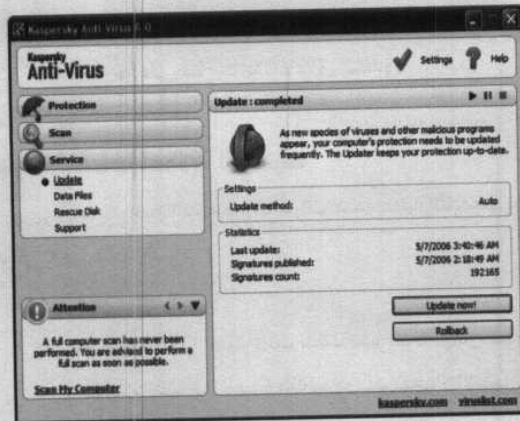 Kaspersky Anti-Virus 6.0
Kaspersky
Anti-Virus
Settings
Help
Protection
Scan
Service
Update
Data Files
Rescue Disk
Support
Attention
A full computer scan has never been
performed. You are advised to perform a
full scan as soon as possible.
Scan My Computer
Update : completed
As new species of viruses and other malicious programs
appear, your computer's protection needs to be updated
frequently. The Updater keeps your protection up-to-date.
Settings
Update method: Auto
Statistics
Last update: 5/7/2006 3:40:46 AM
Signatures published: 5/7/2006 2:18:49 AM
Signatures count: 192165
Update now!
Rollback
kaspersky.com viruslist.com